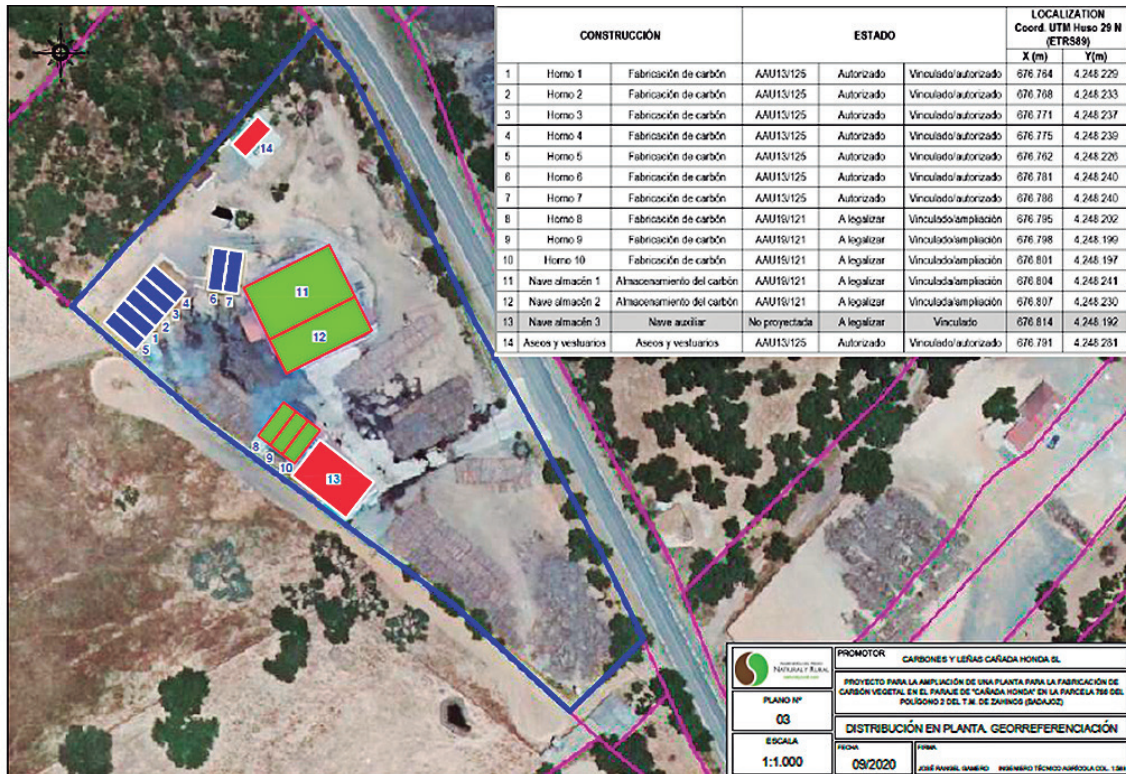 CONSTRUCCIÓN ESTADO LOCALIZATION Coord. UTM Huso 29 N (ETRS89)
X (m) Y(m)
1 Horno 1 Fabricación de carbón AAU13/125 Autorizado Vinculado/autorizado 676.764 4.248.229
2 Horno 2 Fabricación de carbón AAU13/125 Autorizado Vinculado/autorizado 676.768 4.248.233
3 Horno 3 Fabricación de carbón AAU13/125 Autorizado Vinculado/autorizado 676.771 4.248.237
4 Horno 4 Fabricación de carbón AAU13/125 Autorizado Vinculado/autorizado 676.775 4.248.239
5 Horno 5 Fabricación de carbón AAU13/125 Autorizado Vinculado/autorizado 676.762 4.248.226
6 Horno 6 Fabricación de carbón AAU13/125 Autorizado Vinculado/autorizado 676.781 4.248.240
7 Horno 7 Fabricación de carbón AAU13/125 Autorizado Vinculado/autorizado 676.786 4.248.240
8 Horno 8 Fabricación de carbón AAU19/121 A legalizar Vinculado/ampliación 676.795 4.248.202
9 Horno 9 Fabricación de carbón AAU19/121 A legalizar Vinculado/ampliación 676.798 4.248.199
10 Horno 10 Fabricación de carbón AAU19/121 A legalizar Vinculado/ampliación 676.801 4.248.197
11 Nave almacén 1 Almacenamiento del carbón AAU19/121 A legalizar Vinculado/ampliación 676.804 4.248.241
12 Nave almacén 2 Almacenamiento del carbón AAU19/121 A legalizar Vinculado/ampliación 676.807 4.248.230
13 Nave almacén 3 Nave auxiliar No proyectada A legalizar Vinculado 676.814 4.248.192
14 Aseos y vestuarios Aseos y vestuarios AAU13/125 Autorizado Vinculado/autorizado 676.791 4.248.281
14
11
6
7
4
3
2
1
5
12
8
9
10
13
NATURAL Y RURAL
PLANO Nº
03
ESCALA
1:1.000
PROMOTOR CARBONES Y LEÑAS CAÑADA HONDA SL
PROYECTO PARA LA AMPLIACIÓN DE UNA PLANTA PARA LA FABRICACIÓN DE
CARBÓN VEGETAL EN EL PARAJE DE "CAÑADA HONDA" EN LA PARCELA 788 DEL
POLÍGONO 2 DEL T.M. DE ZAHINOS (BADAJOZ)
DISTRIBUCIÓN EN PLANTA. GEORREFERENCIACIÓN
FECHA
09/2020
FIRMA
JOSÉ RANGEL GAMERO INGENIERO TÉCNICO AGRÍCOLA COL.